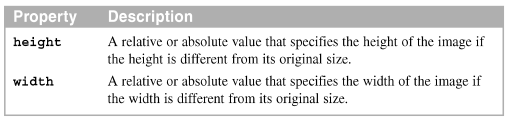 Property Description
height A relative or absolute value that specifies the height of the image if
the height is different from its original size.
width A relative or absolute value that specifies the width of the image if
the width is different from its original size.